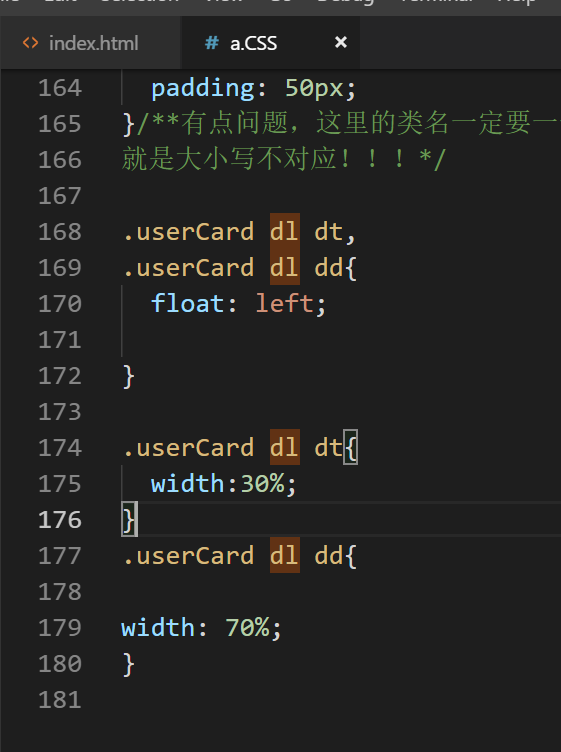 Edit Selection View Go Debug Terminal Help
<> index.html # a.CSS ×
164 padding: 50px;
165 }/**有点问题，这里的类名一定要一
166 就是大小写不对应！！！*/
167
168 .userCard dl dt,
169 .userCard dl dd{
170 float: left;
171
172 }
173
174 .userCard dl dt{
175 width:30%;
176 }
177 .userCard dl dd{
178
179 width: 70%;
180 }
181